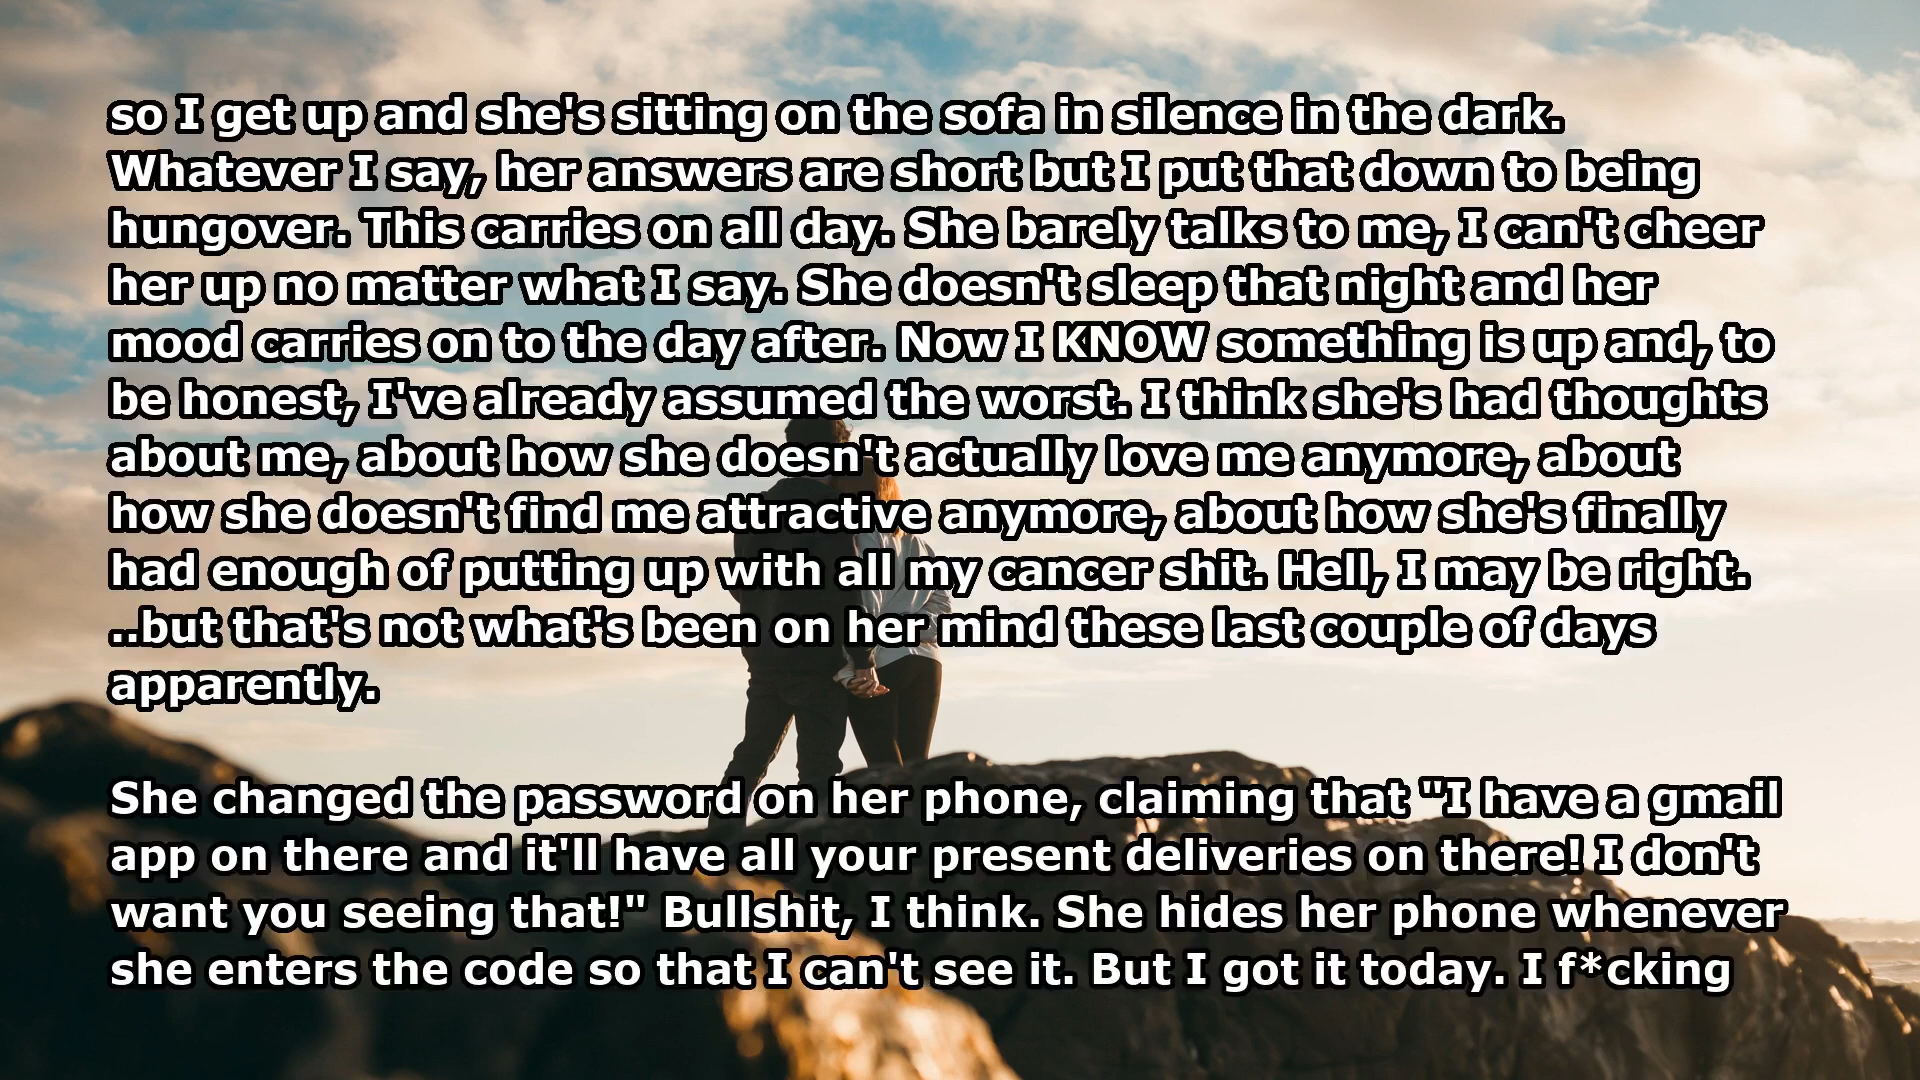 so I get up and she's sitting on the sofa in silence in the dark.
Whatever I say, her answers are short but I put that down to being
hungover. This carries on all day. She barely talks to me, I can't cheer
her up no matter what I say. She doesn't sleep that night and her
mood carries on to the day after. Now I KNOW something is up and, to
be honest, I've already assumed the worst. I think she's had thoughts
about me, about how she doesn't actually love me anymore, about
how she doesn't find me attractive anymore, about how she's finally
had enough of putting up with all my cancer shit. Hell, I may be right.
..but that's not what's been on her mind these last couple of days
apparently.
She changed the password on her phone, claiming that "I have a gmail
app on there and it'll have all your present deliveries on there! I don't
want you seeing that!" Bullshit, I think. She hides her phone whenever
she enters the code so that I can't see it. But I got it today. I f*cking